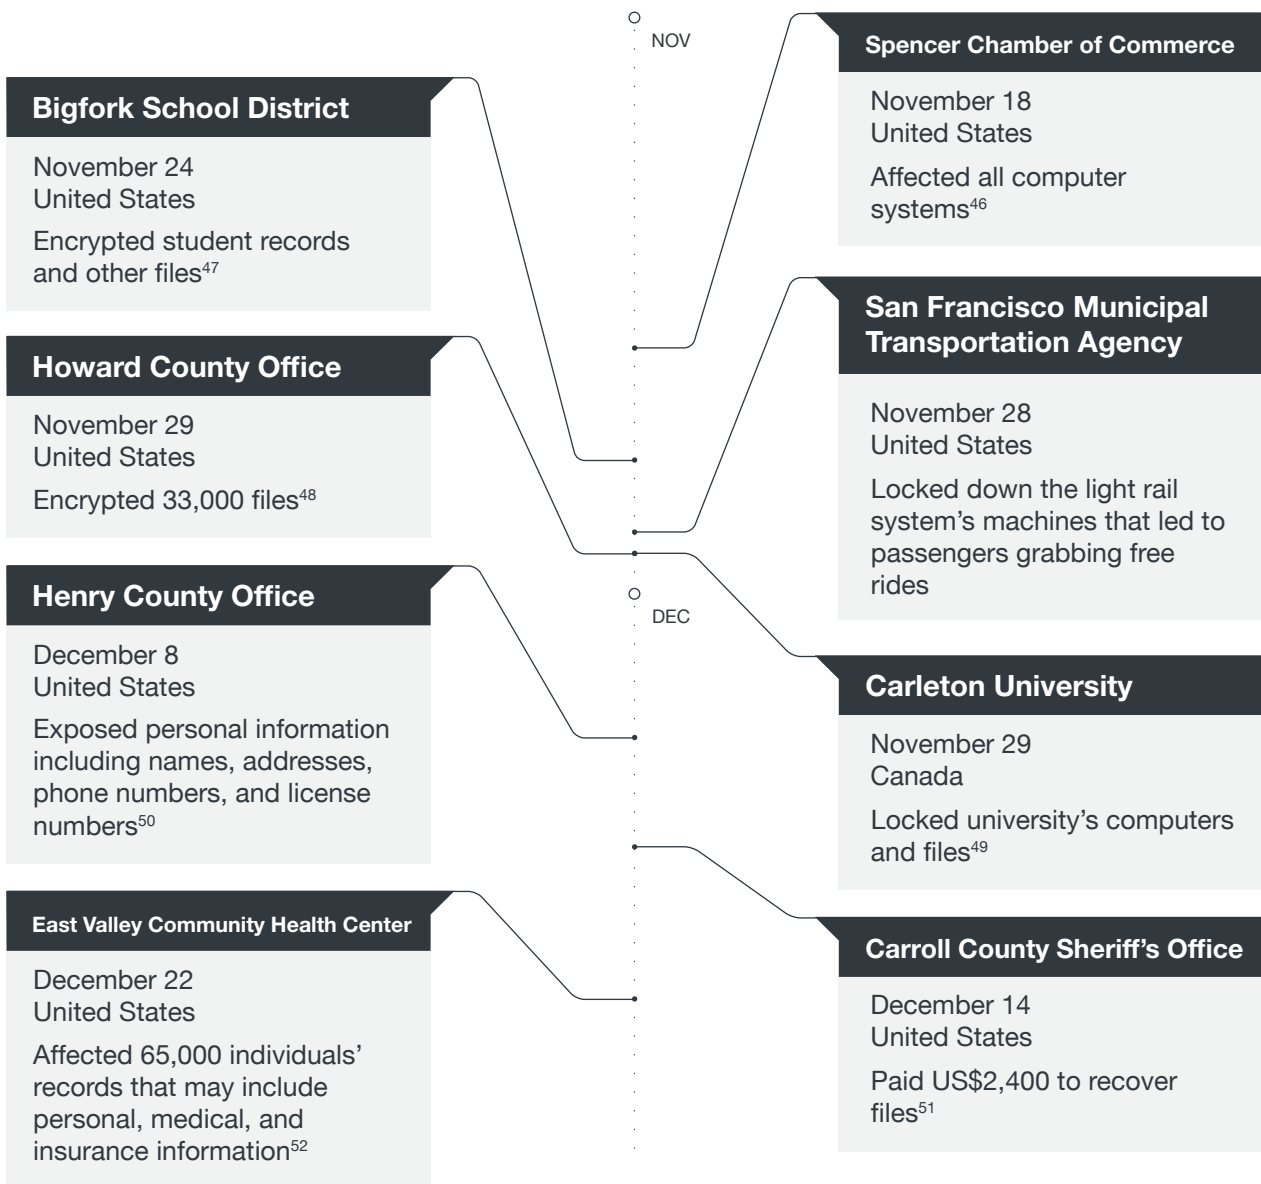 NOV
Spencer Chamber of Commerce
November 18
United States
Affected all computer
systems46
Bigfork School District
November 24
United States
Encrypted student records
and other files47
San Francisco Municipal
Transportation Agency
November 28
United States
Locked down the light rail
system’s machines that led to
passengers grabbing free
rides
Howard County Office
November 29
United States
Encrypted 33,000 files48
DEC
Carleton University
November 29
Canada
Locked university’s computers
and files49
Henry County Office
December 8
United States
Exposed personal information
including names, addresses,
phone numbers, and license
numbers50
Carroll County Sheriff’s Office
December 14
United States
Paid US$2,400 to recover
files51
East Valley Community Health Center
December 22
United States
Affected 65,000 individuals’
records that may include
personal, medical, and
insurance information52